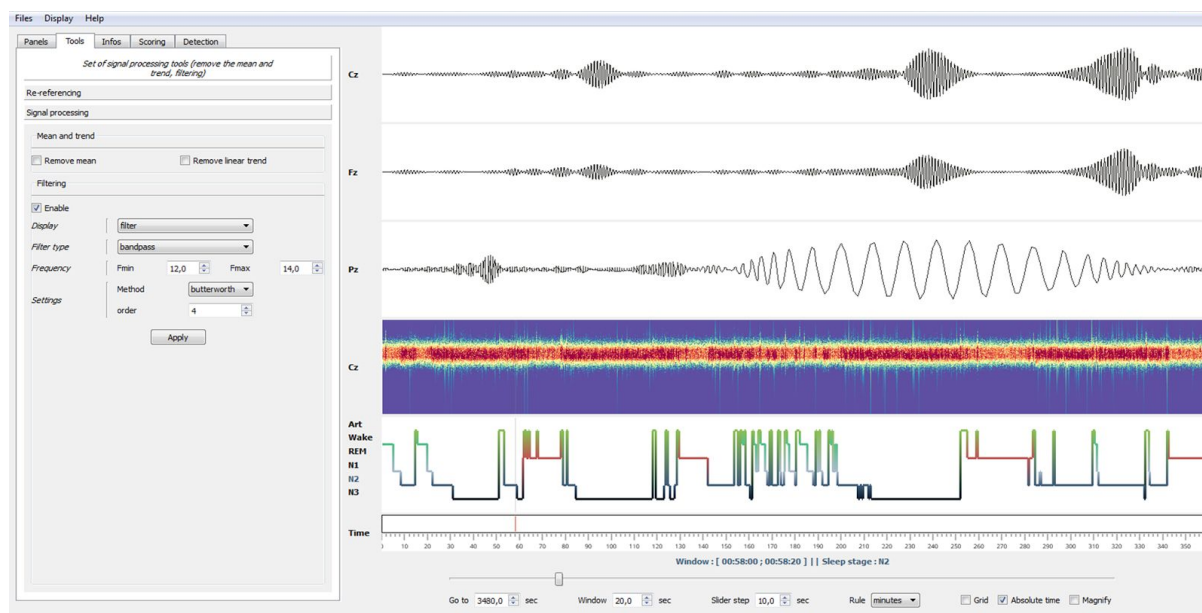 Files Display Help
Panels Tools Infos Scoring Detection
Set of signal processing tools (remove the mean and
trend, filtering)
Re-referencing
Signal processing
Mean and trend
Remove mean Remove linear trend
Filtering
Enable
Display filter
Filter type bandpass
Frequency Fmin 12,0 Fmax 14,0
Settings
Method butterworth
order 4
Apply
Cz
Fz
Pz
Cz
Art
Wake
REM
N1
N2
N3
Time
10 20 30 40 50 60 70 80 90 100 110 120 130 140 150 160 170 180 190 200 210 220 230 240 250 260 270 280 290 300 310 320 330 340 350
Window : [ 00:58:00 ; 00:58:20 ] || Sleep stage : N2
Go to 3480,0 sec Window 20,0 sec Slider step 10,0 sec Rule minutes Grid Absolute time Magnify